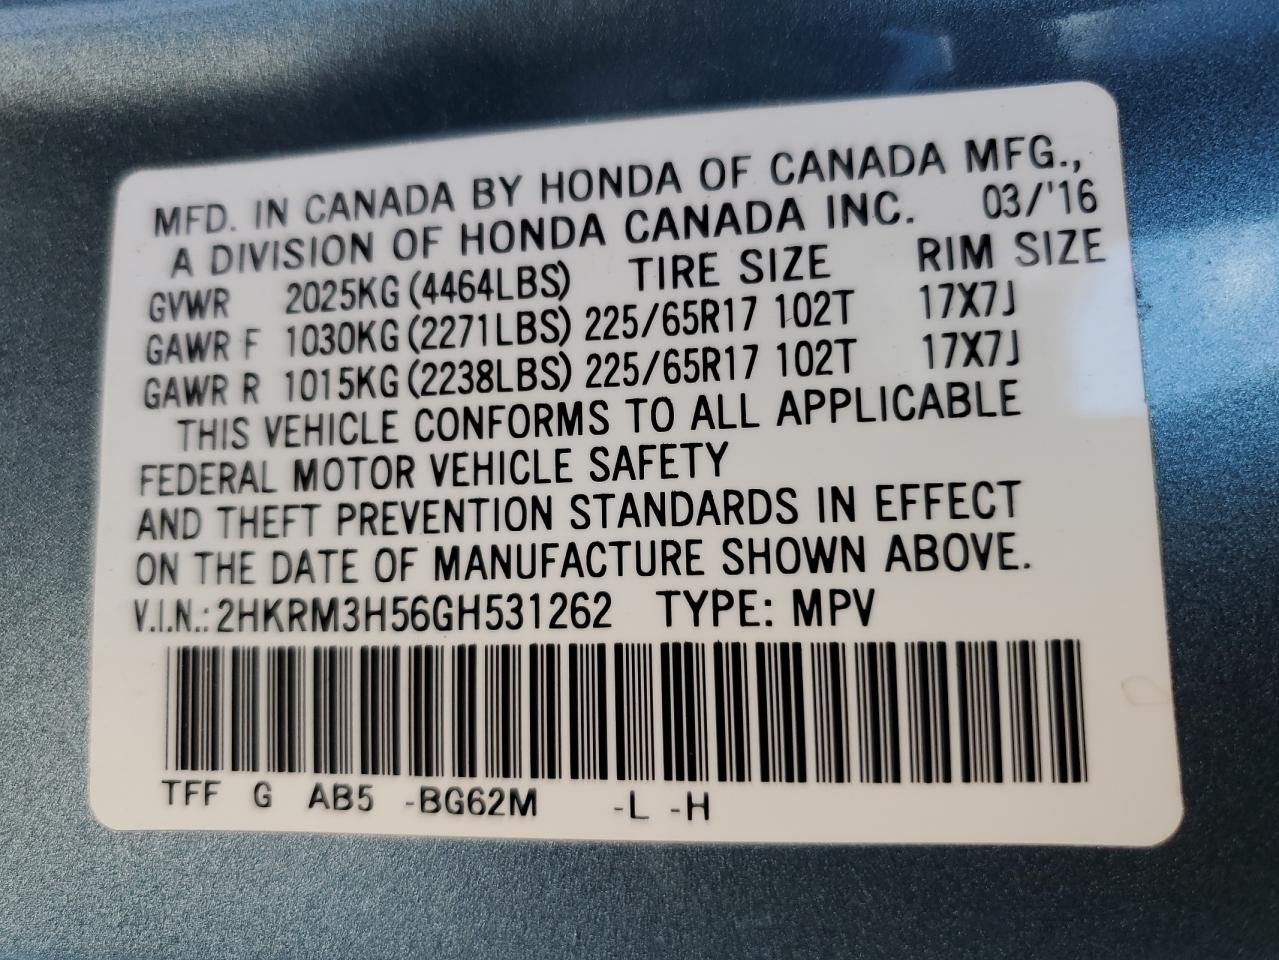 MFD. IN CANADA BY HONDA OF CANADA MFG.,
A DIVISION OF HONDA CANADA INC. 03/'16
GVWR 2025KG (4464LBS) TIRE SIZE RIM SIZE
GAWR F 1030KG (2271LBS) 225/65R17 102T 17X7J
GAWR R 1015KG (2238LBS) 225/65R17 102T 17X7J
THIS VEHICLE CONFORMS TO ALL APPLICABLE
FEDERAL MOTOR VEHICLE SAFETY
AND THEFT PREVENTION STANDARDS IN EFFECT
ON THE DATE OF MANUFACTURE SHOWN ABOVE.
V.I.N.: 2HKRM3H56GH531262 TYPE: MPV
TFF G AB5 -BG62M -L -H